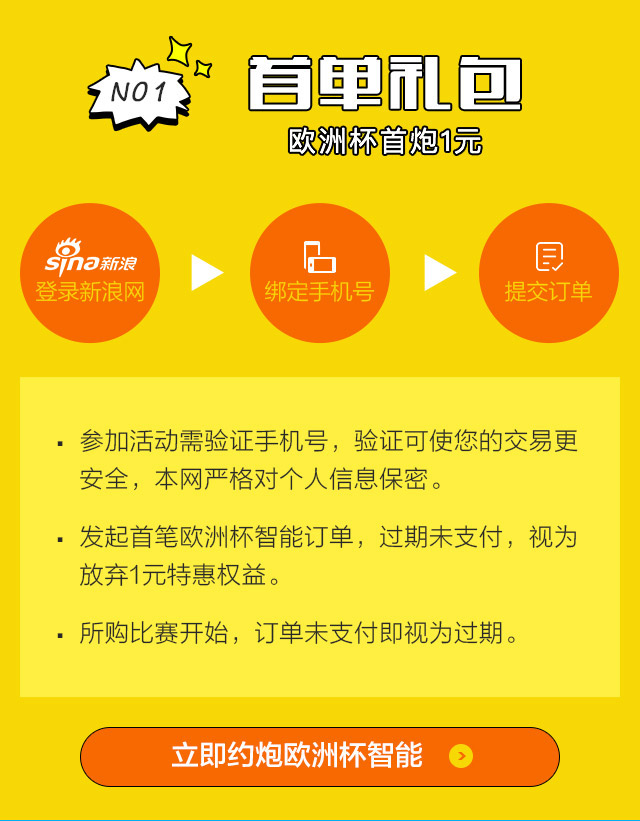 NO1
首单礼包
欧洲杯首炮1元
sina新浪
登录新浪网
绑定手机号
提交订单
▪ 参加活动需验证手机号，验证可使您的交易更
安全，本网严格对个人信息保密。
▪ 发起首笔欧洲杯智能订单，过期未支付，视为
放弃1元特惠权益。
▪ 所购比赛开始，订单未支付即视为过期。
立即约炮欧洲杯智能